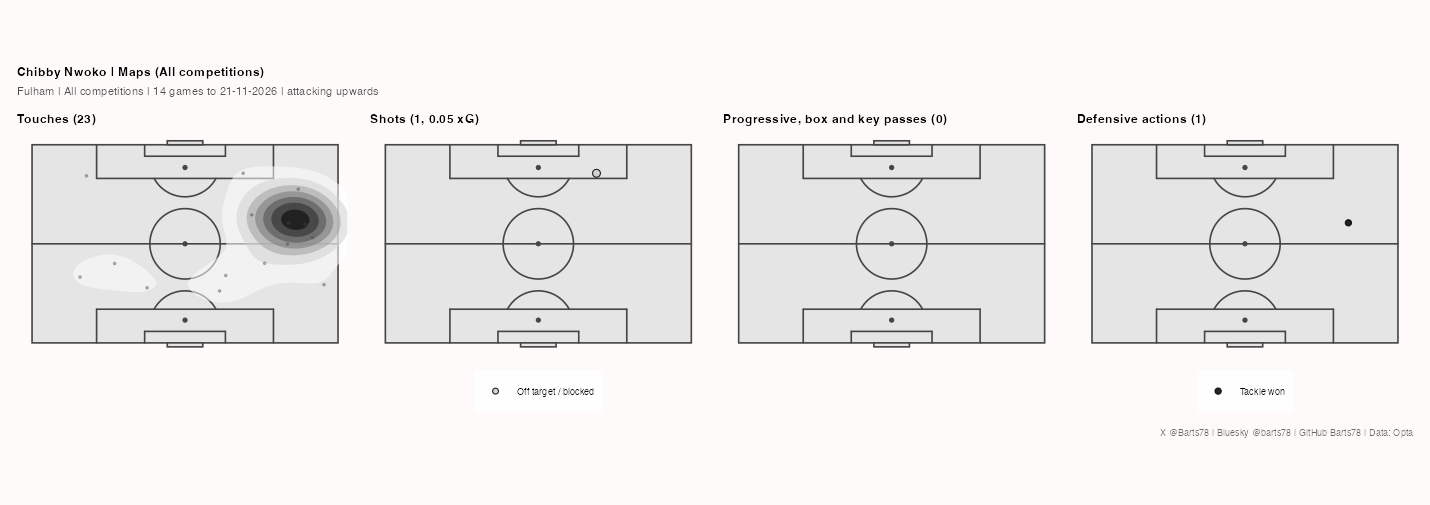 Chibby Nwoko | Maps (All competitions)
Fulham | All competitions | 14 games to 21-11-2026 | attacking upwards
Touches (23)
Shots (1, 0.05 xG)
Progressive, box and key passes (0)
Defensive actions (1)
Off target / blocked
Tackle won
X @Barts78 | Bluesky @barts78 | GitHub Barts78 | Data: Opta